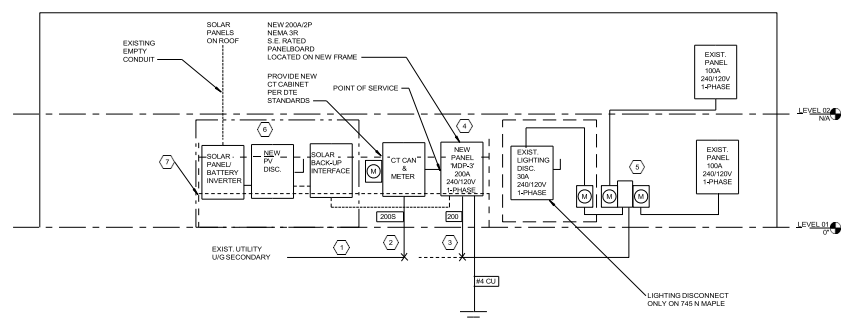 SOLAR
PANELS
ON ROOF
EXISTING
EMPTY
CONDUIT
NEW 200A/2P
NEMA 3R
S.E. RATED
PANELBOARD
LOCATED ON NEW FRAME
PROVIDE NEW
CT CABINET
PER DTE
STANDARDS
POINT OF SERVICE
EXIST.
PANEL
100A
240/120V
1-PHASE
LEVEL 02
N/A
6
4
7
SOLAR -
PANEL/
BATTERY
INVERTER
NEW
PV
DISC.
SOLAR
BACK-UP
INTERFACE
M
CT CAN
&
METER
NEW
PANEL
'MDP-3'
200A
240/120V
1-PHASE
EXIST.
LIGHTING
DISC.
30A
240/120V
1-PHASE
5
M
M
M
EXIST.
PANEL
100A
240/120V
1-PHASE
200S
200
LEVEL 01
0"
EXIST. UTILITY
U/G SECONDARY
1
2
3
#4 CU
LIGHTING DISCONNECT
ONLY ON 745 N MAPLE